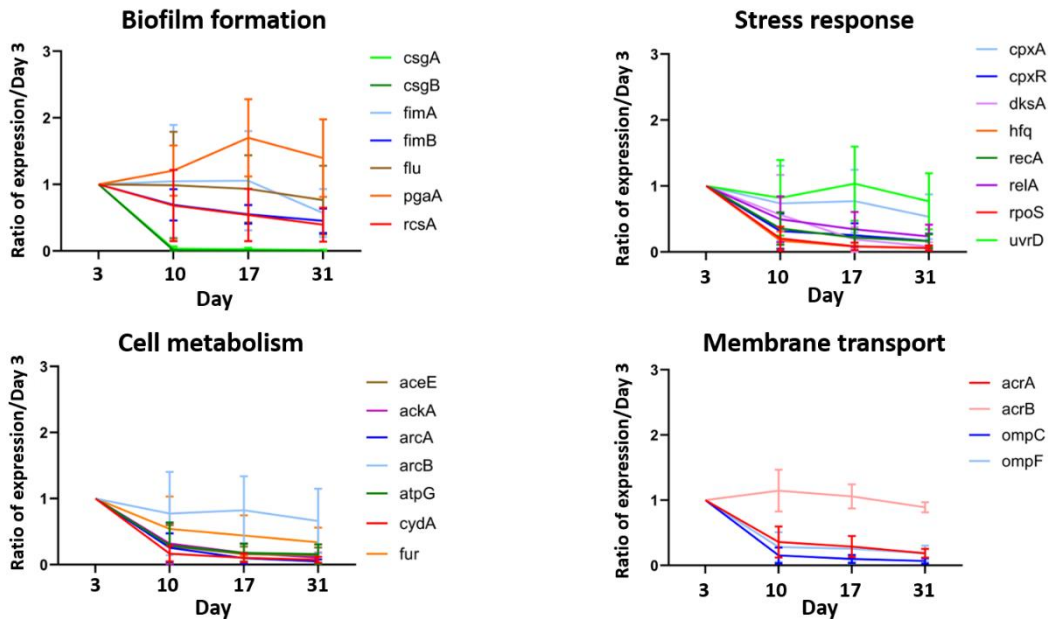 Biofilm formation
Ratio of expression/Day 3
3
2
1
0
3 10 17 31
Day
csgA
csgB
fimA
fimB
flu
pgaA
rcsA
Stress response
Ratio of expression/Day 3
3
2
1
0
3 10 17 31
Day
cpxA
cpxR
dksA
hfq
recA
relA
rpoS
uvrD
Cell metabolism
Ratio of expression/Day 3
3
2
1
0
3 10 17 31
Day
aceE
ackA
arcA
arcB
atpG
cydA
fur
Membrane transport
Ratio of expression/Day 3
3
2
1
0
3 10 17 31
Day
acrA
acrB
ompC
ompF